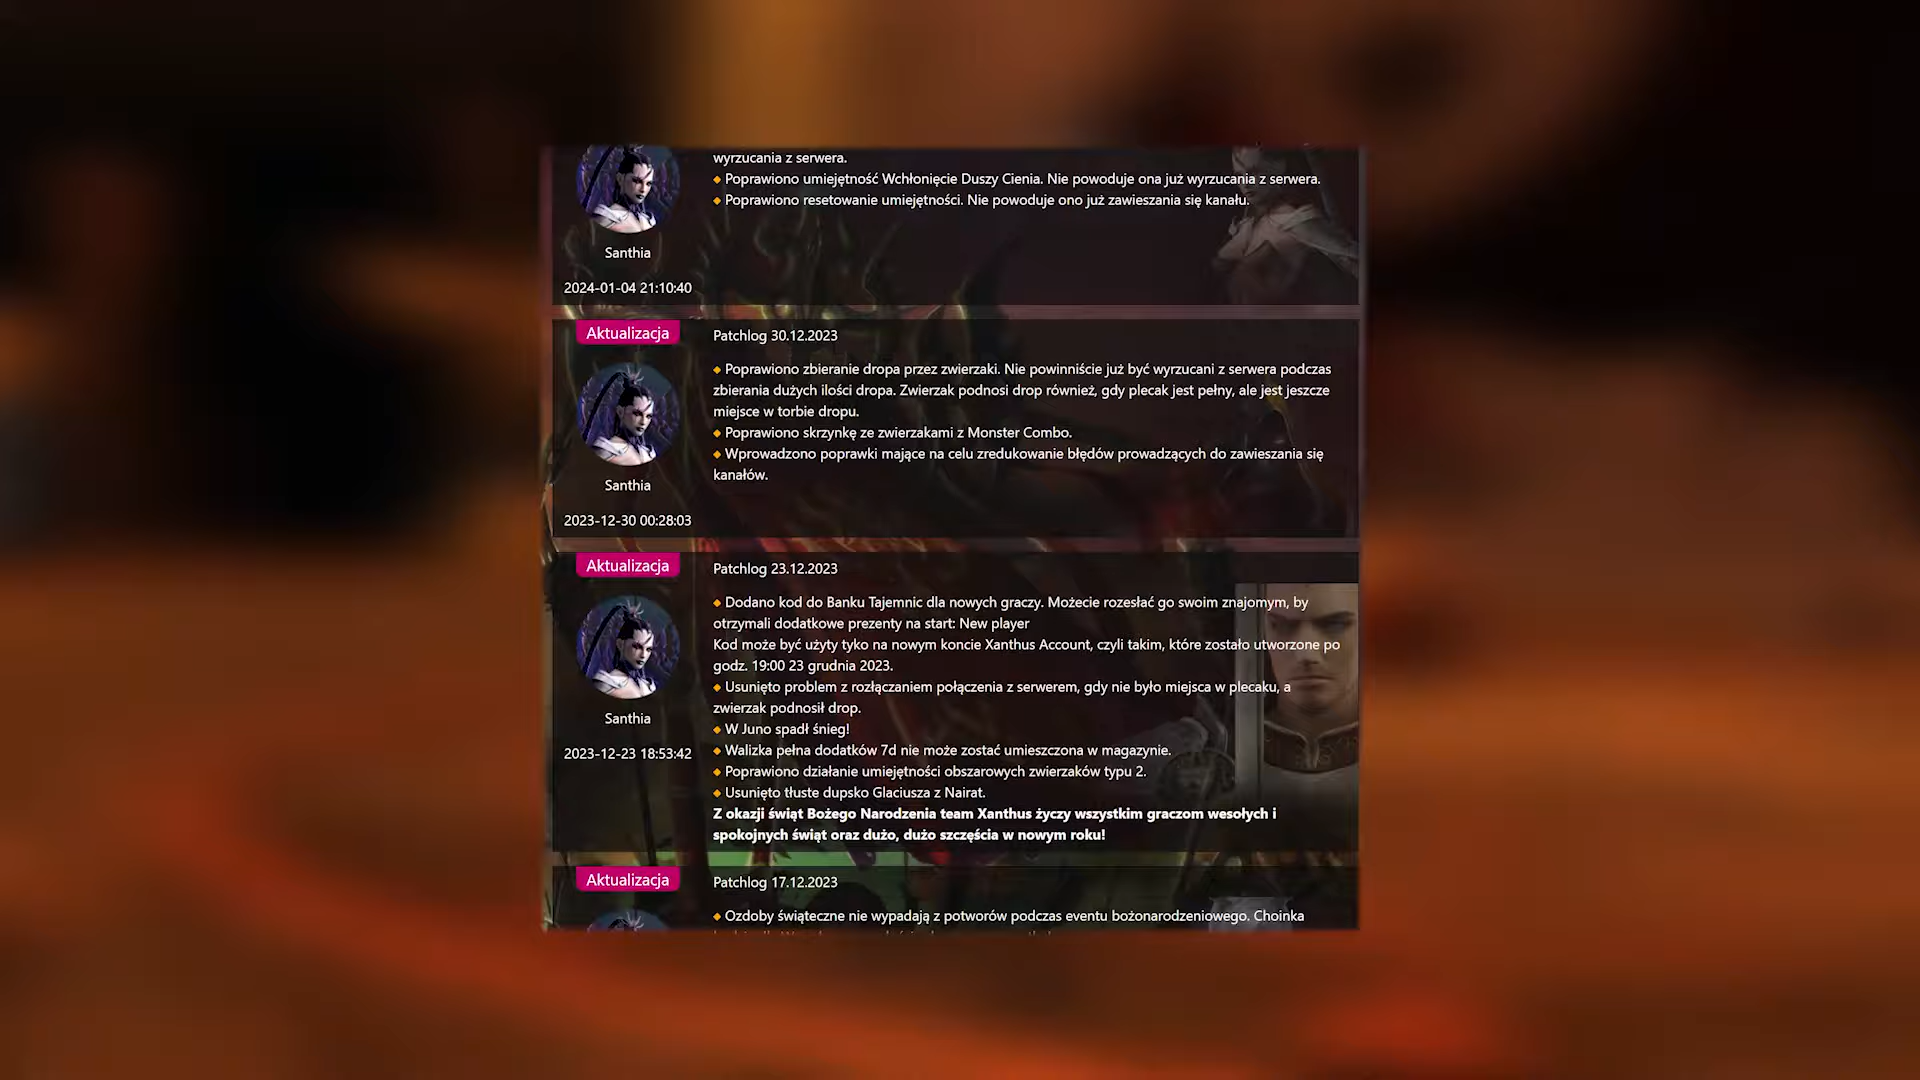 wyrzucania z serwera.
◆ Poprawiono umiejętność Wchłonięcie Duszy Cienia. Nie powoduje ona już wyrzucania z serwera.
◆ Poprawiono resetowanie umiejętności. Nie powoduje ono już zawieszania się kanału.
Santhia
2024-01-04 21:10:40
Aktualizacja
Patchlog 30.12.2023
◆ Poprawiono zbieranie dropa przez zwierzaki. Nie powinniście już być wyrzucani z serwera podczas
zbierania dużych ilości dropa. Zwierzak podnosi drop również, gdy plecak jest pełny, ale jest jeszcze
miejsce w torbie dropu.
◆ Poprawiono skrzynkę ze zwierzakami z Monster Combo.
◆ Wprowadzono poprawki mające na celu zredukowanie błędów prowadzących do zawieszania się
kanałów.
Santhia
2023-12-30 00:28:03
Aktualizacja
Patchlog 23.12.2023
◆ Dodano kod do Banku Tajemnic dla nowych graczy. Możecie rozesłać go swoim znajomym, by
otrzymali dodatkowe prezenty na start: New player
Kod może być użyty tyko na nowym koncie Xanthus Account, czyli takim, które zostało utworzone po
godz. 19:00 23 grudnia 2023.
◆ Usunięto problem z rozłączaniem połączenia z serwerem, gdy nie było miejsca w plecaku, a
zwierzak podnosił drop.
◆ W Juno spadł śnieg!
◆ Walizka pełna dodatków 7d nie może zostać umieszczona w magazynie.
◆ Poprawiono działanie umiejętności obszarowych zwierzaków typu 2.
◆ Usunięto tłuste dupsko Glaciusza z Nairat.
Z okazji świąt Bożego Narodzenia team Xanthus życzy wszystkim graczom wesołych i
spokojnych świąt oraz dużo, dużo szczęścia w nowym roku!
Santhia
2023-12-23 18:53:42
Aktualizacja
Patchlog 17.12.2023
◆ Ozdoby świąteczne nie wypadają z potworów podczas eventu bożonarodzeniowego. Choinka